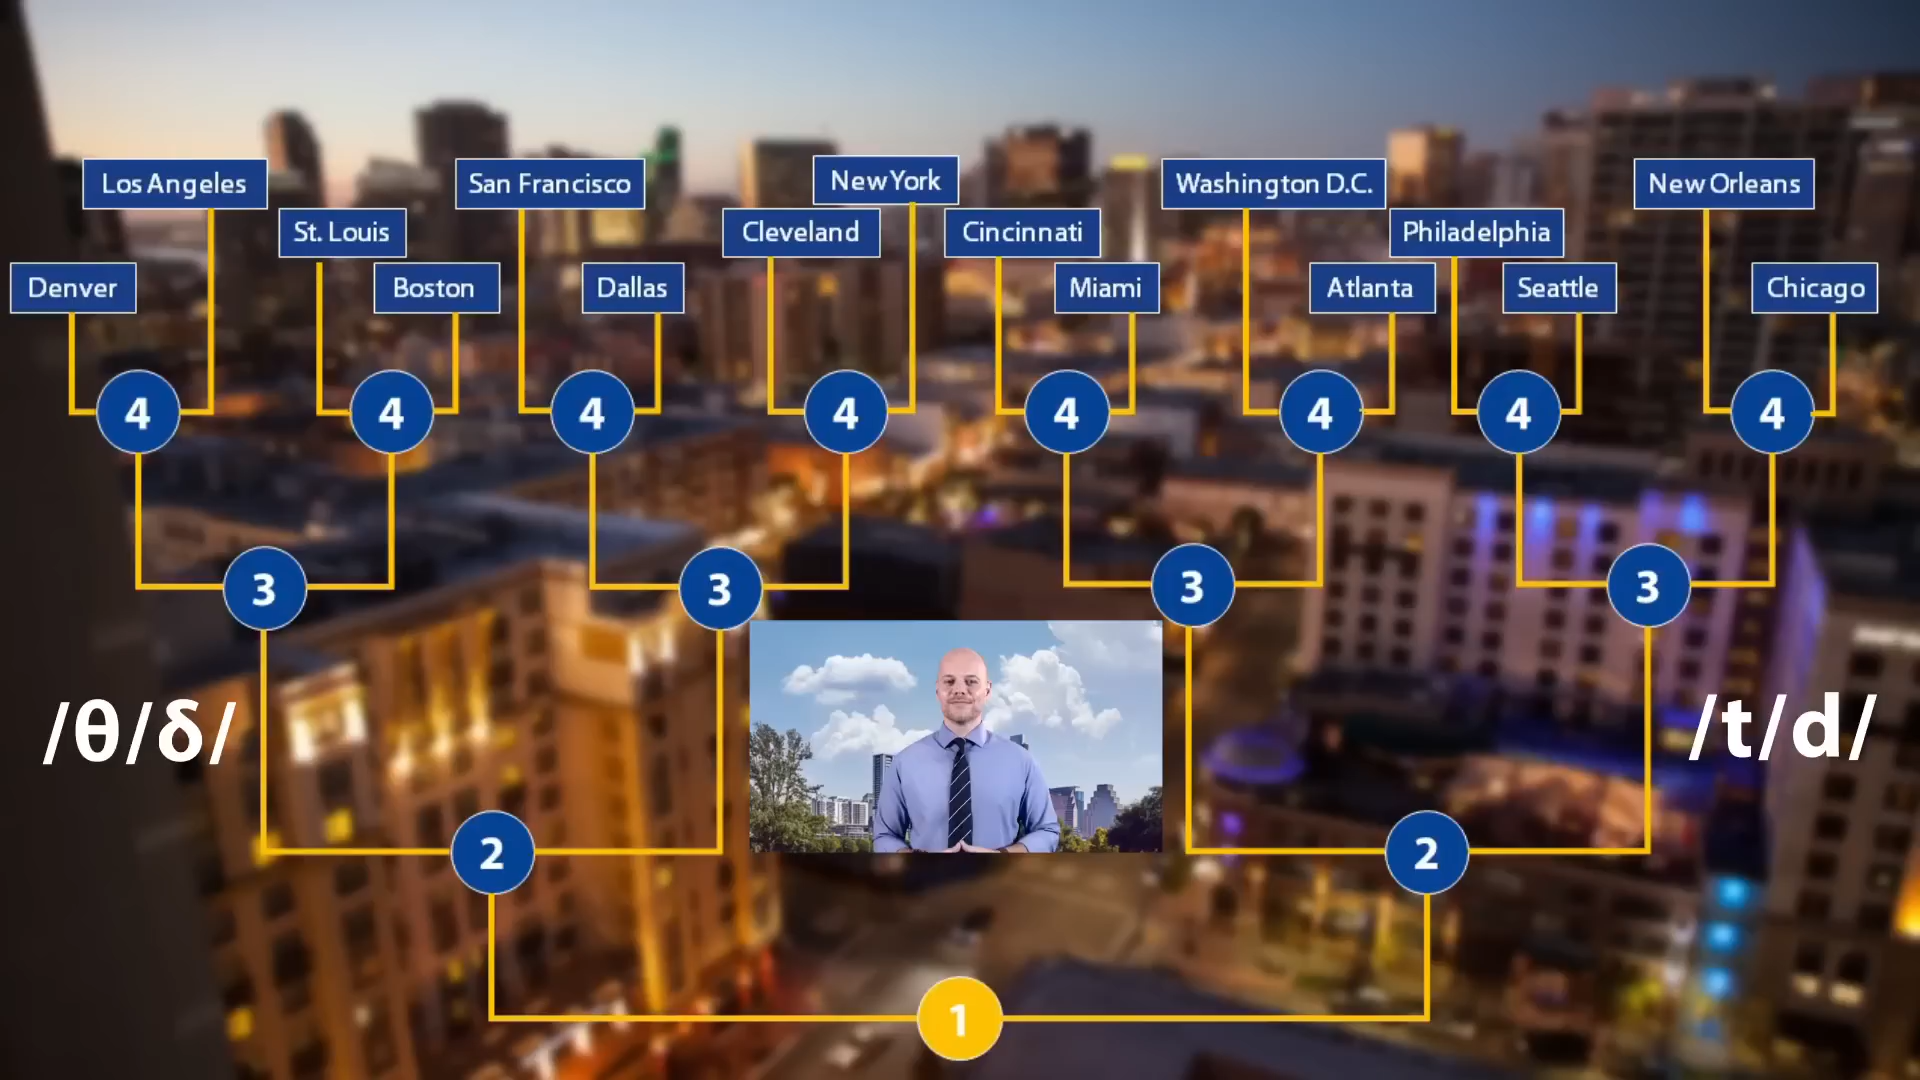 Los Angeles
San Francisco
New York
Washington D.C.
New Orleans
St. Louis
Cleveland
Cincinnati
Philadelphia
Denver
Boston
Dallas
Miami
Atlanta
Seattle
Chicago
4
4
4
4
4
4
4
4
3
3
3
3
/θ/δ/
/t/d/
2
2
1